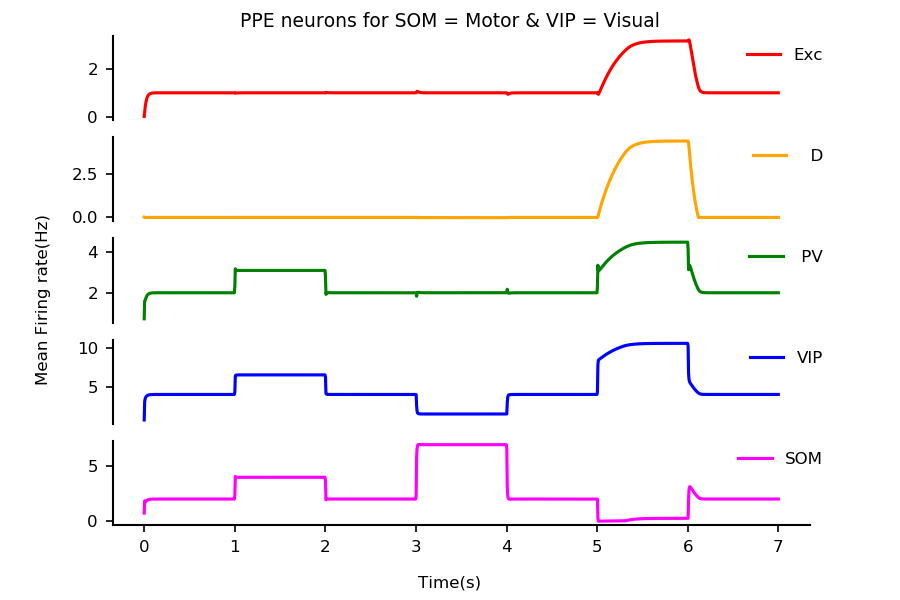 PPE neurons for SOM = Motor & VIP = Visual
Exc
2
0
D
2.5
0.0
PV
4
2
Mean Firing rate(Hz)
VIP
10
5
SOM
5
0
0 1 2 3 4 5 6 7
Time(s)